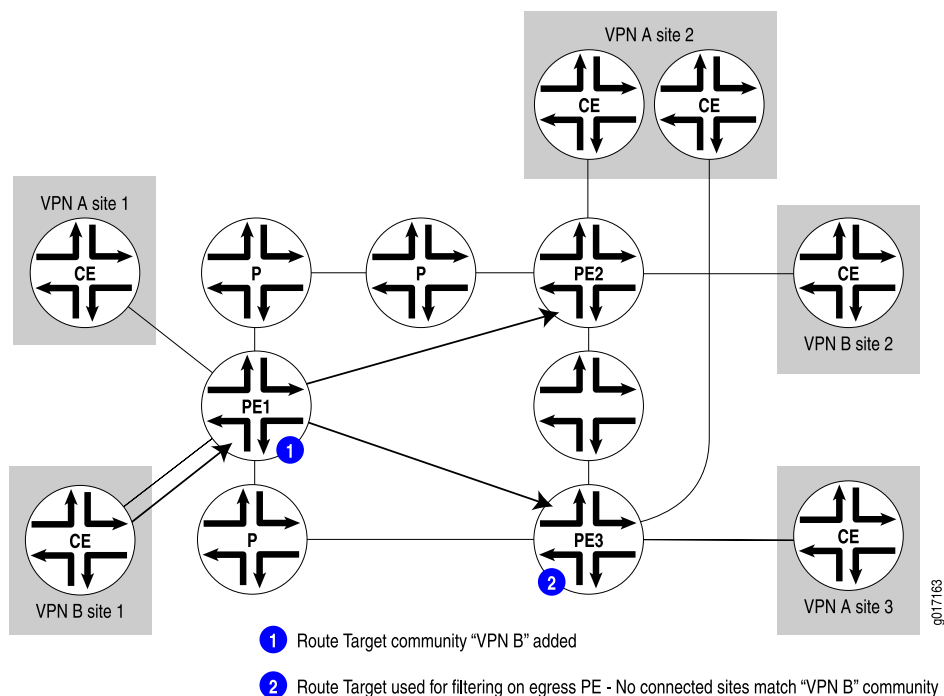 VPN A site 2
CE
CE
VPN A site 1
CE
P
P
PE2
CE
VPN B site 2
PE1
1
CE
VPN B site 1
P
PE3
2
CE
VPN A site 3
g017163
1 Route Target community “VPN B” added
2 Route Target used for filtering on egress PE - No connected sites match “VPN B” community